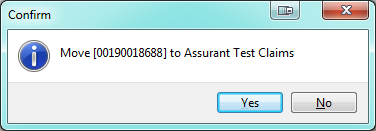 Confirm
Move [00190018688] to Assurant Test Claims
Yes
No